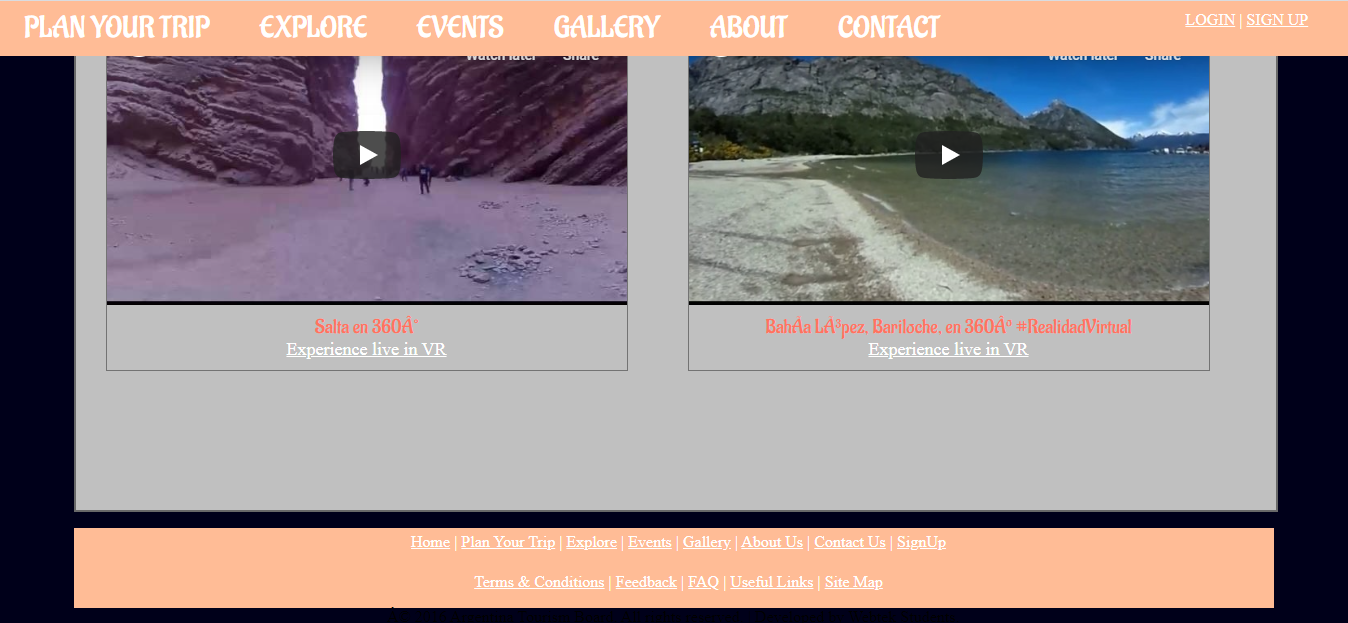 PLAN YOUR TRIP EXPLORE EVENTS GALLERY ABOUT CONTACT LOGIN | SIGN UP
Watch later Share Watch later Share
Salta en 360Â°
Experience live in VR
BahÃ­a LÃ³pez, Bariloche, en 360Âº #RealidadVirtual
Experience live in VR
Home | Plan Your Trip | Explore | Events | Gallery | About Us | Contact Us | SignUp
Terms & Conditions | Feedback | FAQ | Useful Links | Site Map